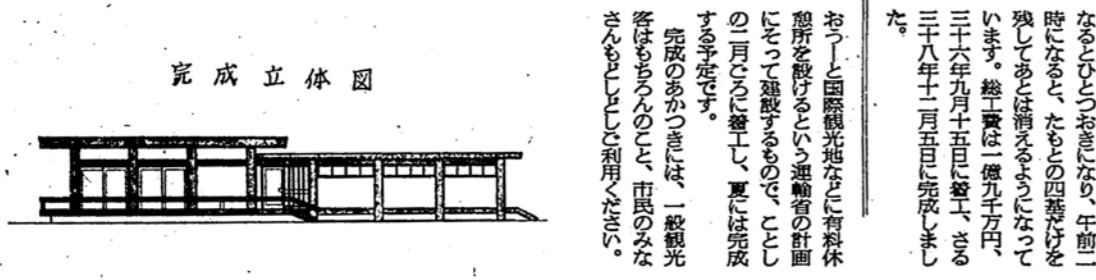 なるとひとつおきになり、午前二
時になると、たもとの四基だけを
残してあとは消えるようになって
います。総工費は一億九千万円、
三十六年九月十五日に着工、さる
三十八年十二月五日に完成しまし
た。
おうーと国際観光地などに有料休
憩所を設けるという運輸省の計画
にそって建設するもので、ことし
の二月ごろに着工し、夏には完成
する予定です。
完成のあかつきには、一般観光
客はもちろんのこと、市民のみな
さんもどしどしご利用ください。
完成立体図